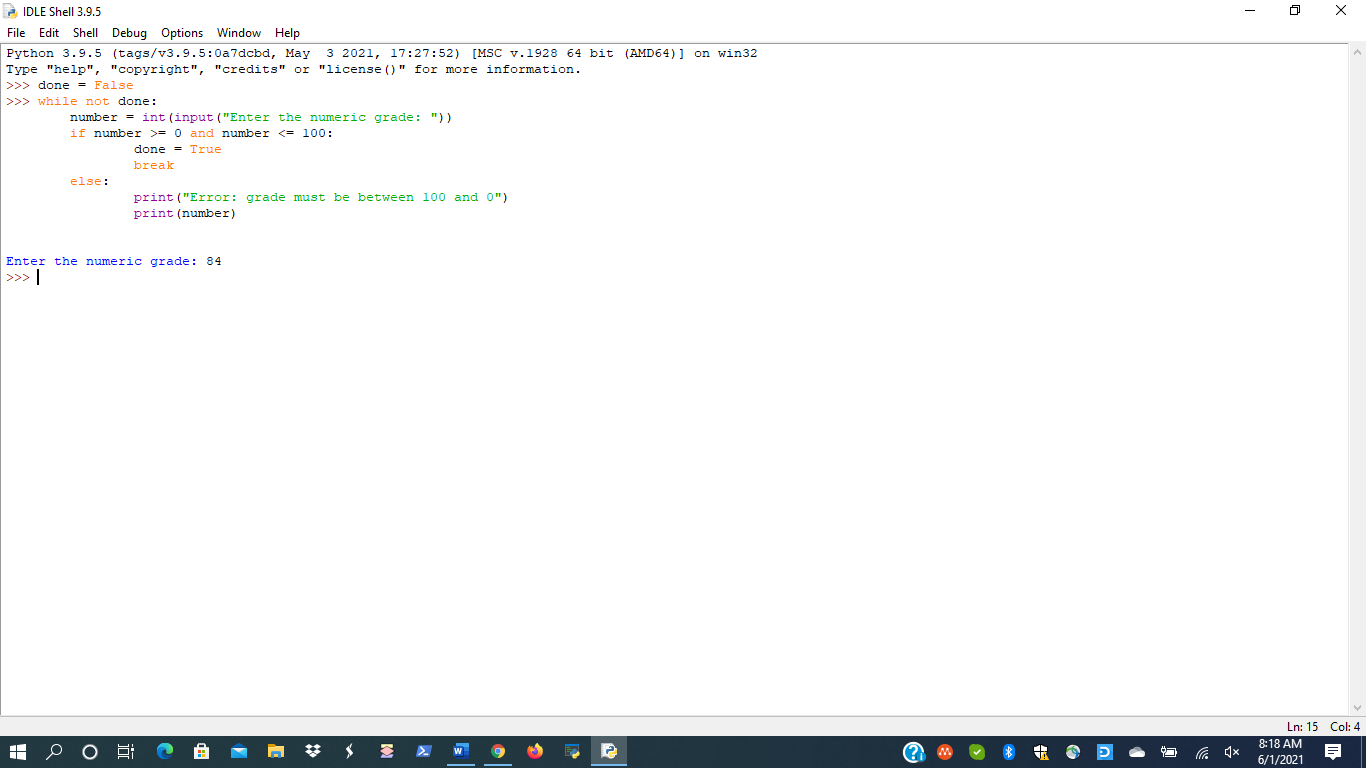 IDLE Shell 3.9.5
File Edit Shell Debug Options Window Help
Python 3.9.5 (tags/v3.9.5:0a7dcbd, May  3 2021, 17:27:52) [MSC v.1928 64 bit (AMD64)] on win32
Type "help", "copyright", "credits" or "license()" for more information.
>>> done = False
>>> while not done:
        number = int(input("Enter the numeric grade: "))
        if number >= 0 and number <= 100:
                done = True
                break
        else:
                print("Error: grade must be between 100 and 0")
                print(number)
Enter the numeric grade: 84
>>>
Ln: 15 Col: 4
8:18 AM
6/1/2021